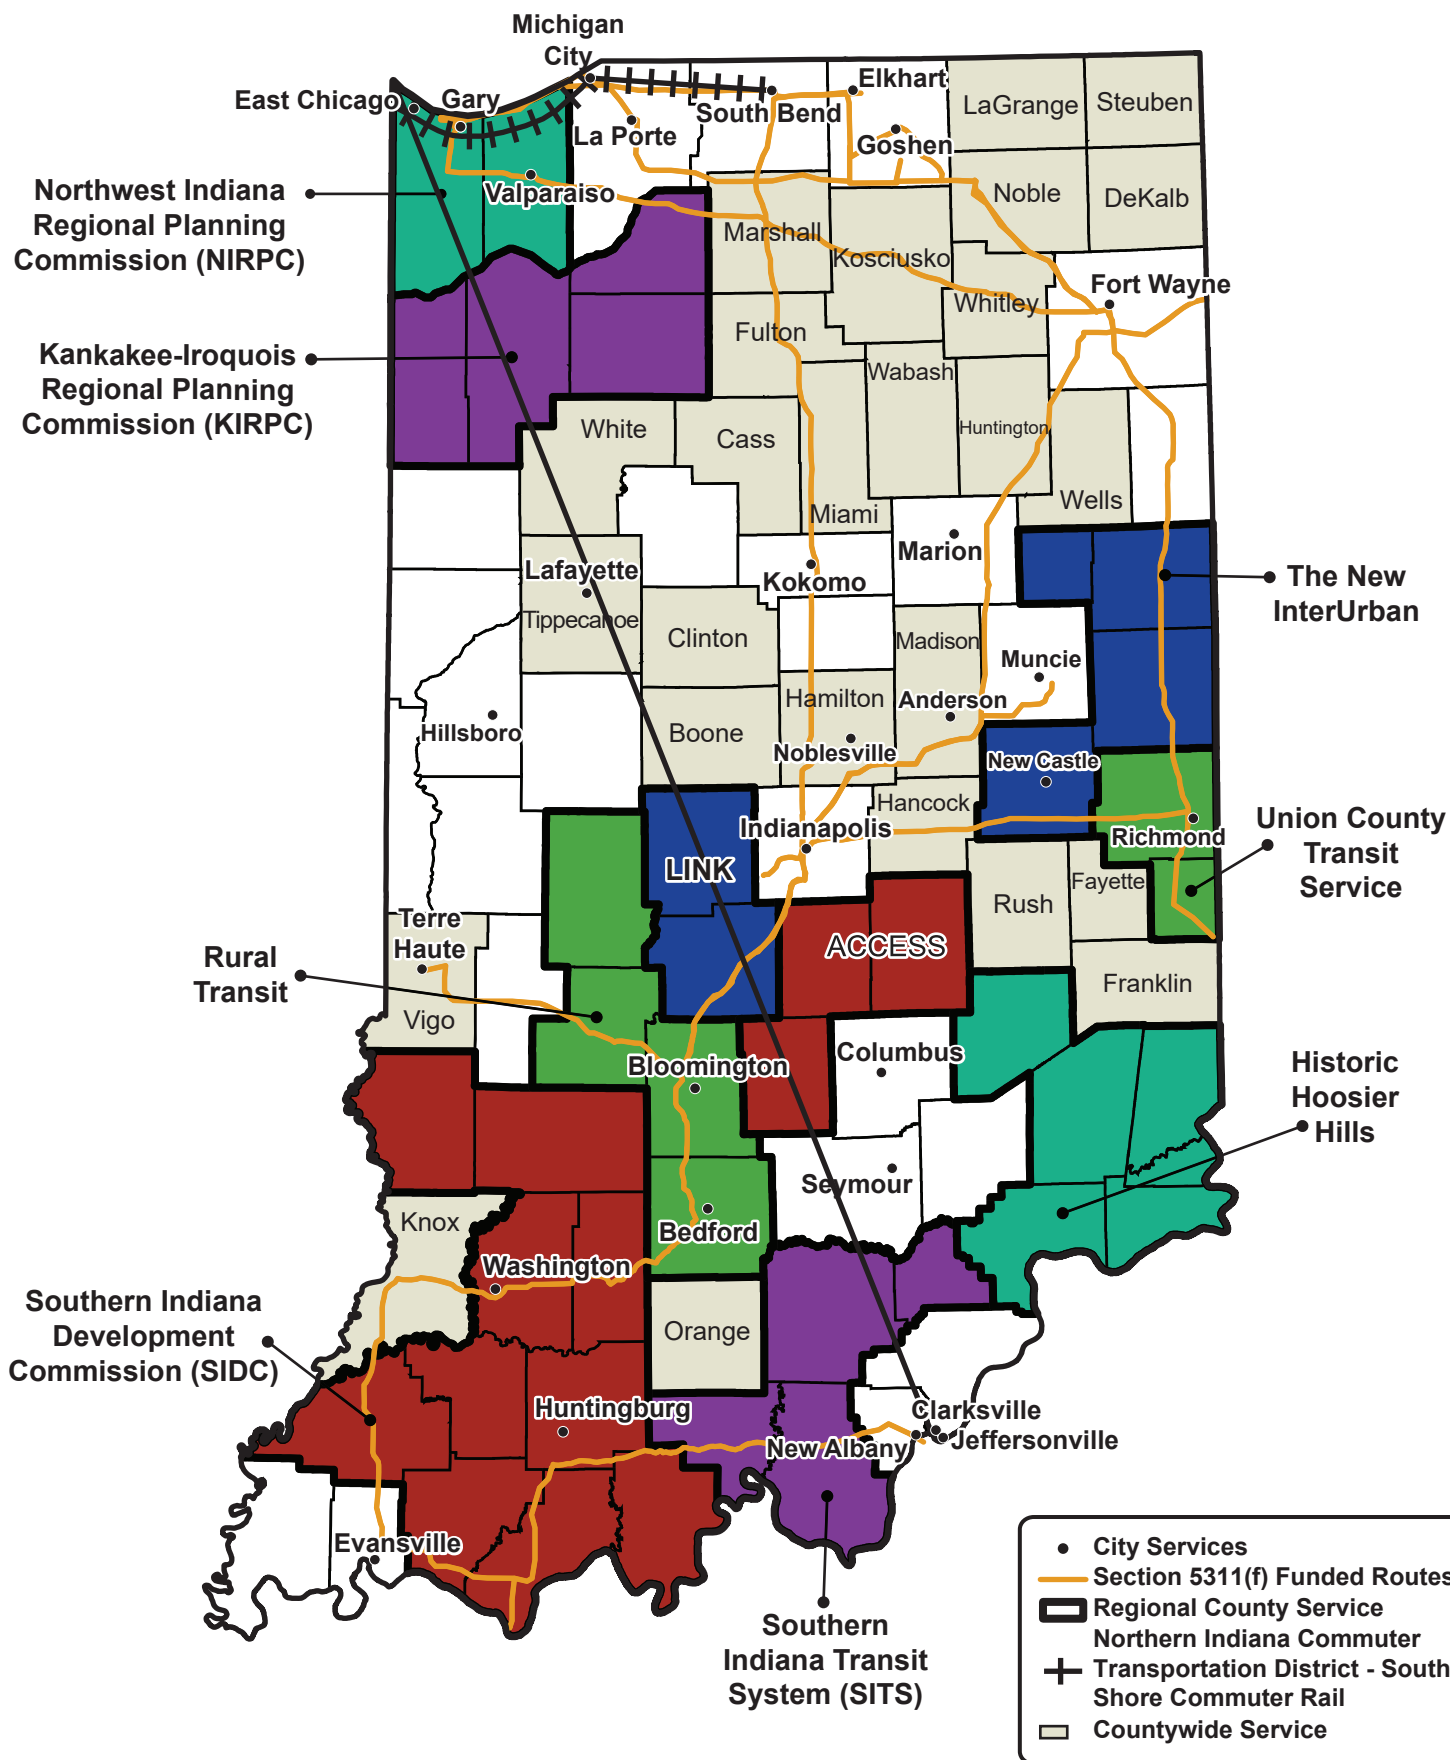 Michigan
City
Elkhart
East Chicago
Gary
LaGrange
Steuben
South Bend
La Porte
Goshen
Northwest Indiana
Regional Planning
Commission (NIRPC)
Valparaiso
Noble
DeKalb
Marshall
Kosciusko
Fort Wayne
Whitley
Fulton
Kankakee-Iroquois
Regional Planning
Commission (KIRPC)
Wabash
White
Cass
Huntington
Wells
Miami
Marion
Lafayette
Kokomo
The New
InterUrban
Tippecanoe
Clinton
Madison
Muncie
Hamilton
Anderson
Hillsboro
Boone
Noblesville
New Castle
Hancock
Indianapolis
Richmond
Union County
Transit
Service
LINK
Fayette
Rush
Terre
Haute
ACCESS
Rural
Transit
Franklin
Vigo
Columbus
Bloomington
Historic
Hoosier
Hills
Seymour
Knox
Bedford
Washington
Southern Indiana
Development
Commission (SIDC)
Orange
Huntingburg
Clarksville
New Albany
Jeffersonville
Evansville
Southern
Indiana Transit
System (SITS)
City Services
Section 5311(f) Funded Routes
Regional County Service
Northern Indiana Commuter
Transportation District - South
Shore Commuter Rail
Countywide Service